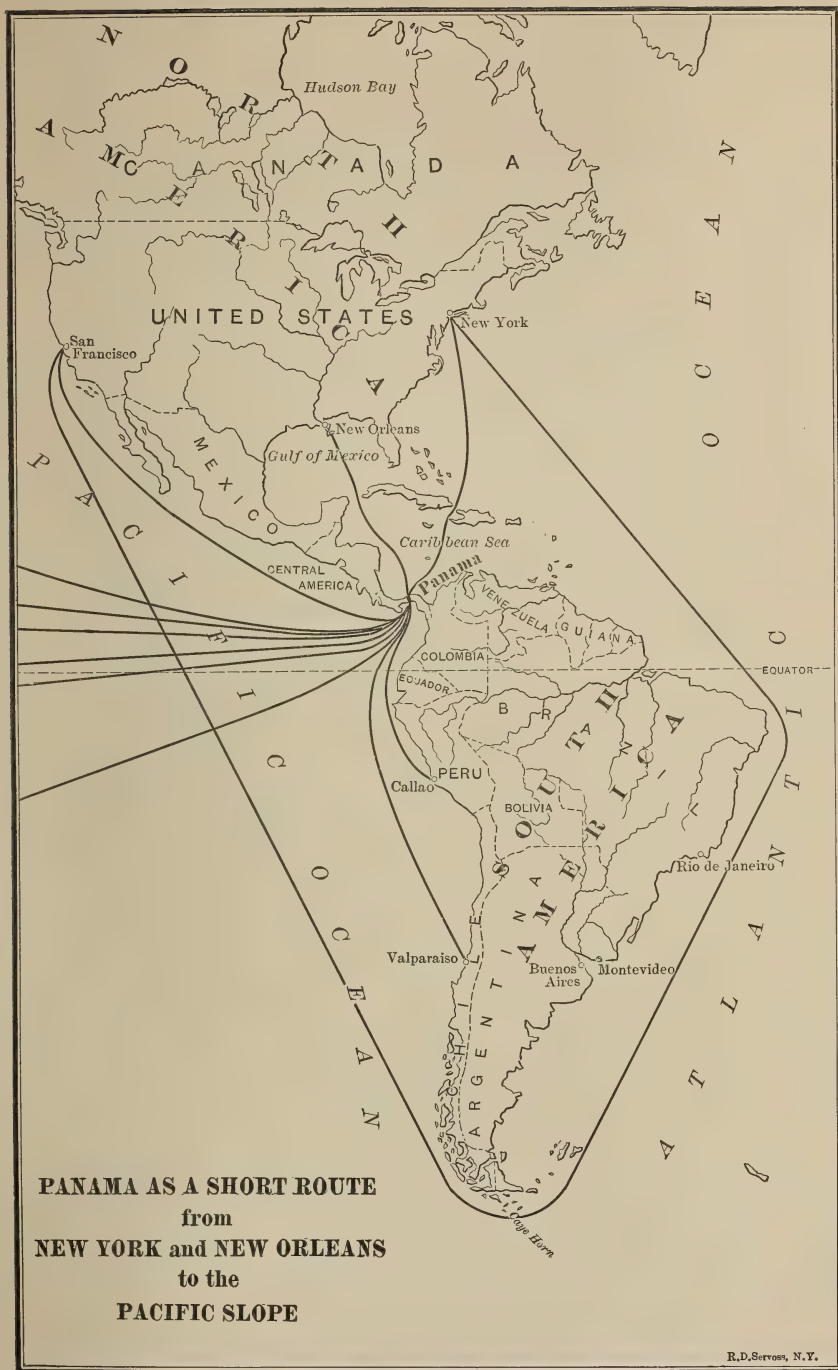 NORTH AMERICA
Hudson Bay
CANADA
UNITED STATES
San
Francisco
New York
New Orleans
Gulf of Mexico
MEXICO
PACIFIC OCEAN
ATLANTIC OCEAN
Caribbean Sea
CENTRAL
AMERICA
Panama
VENEZUELA
GUIANA
COLOMBIA
EQUATOR
ECUADOR
BRAZIL
SOUTH AMERICA
PERU
Callao
BOLIVIA
Rio de Janeiro
CHILE
ARGENTINA
Valparaiso
Buenos
Aires
Montevideo
Cape Horn
PANAMA AS A SHORT ROUTE
from
NEW YORK and NEW ORLEANS
to the
PACIFIC SLOPE
R.D.Servoss, N.Y.